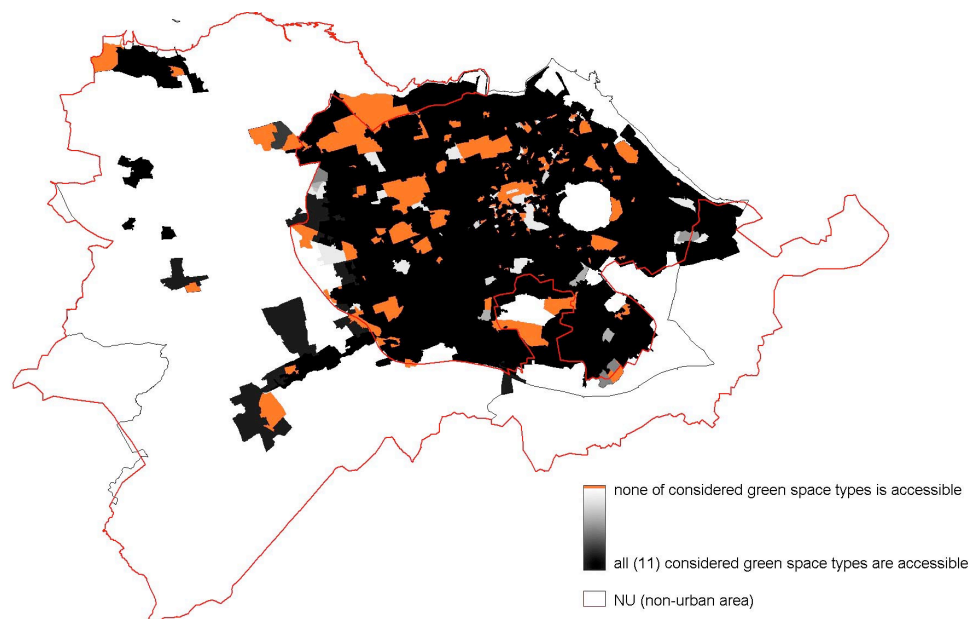 none of considered green space types is accessible
all (11) considered green space types are accessible
NU (non-urban area)